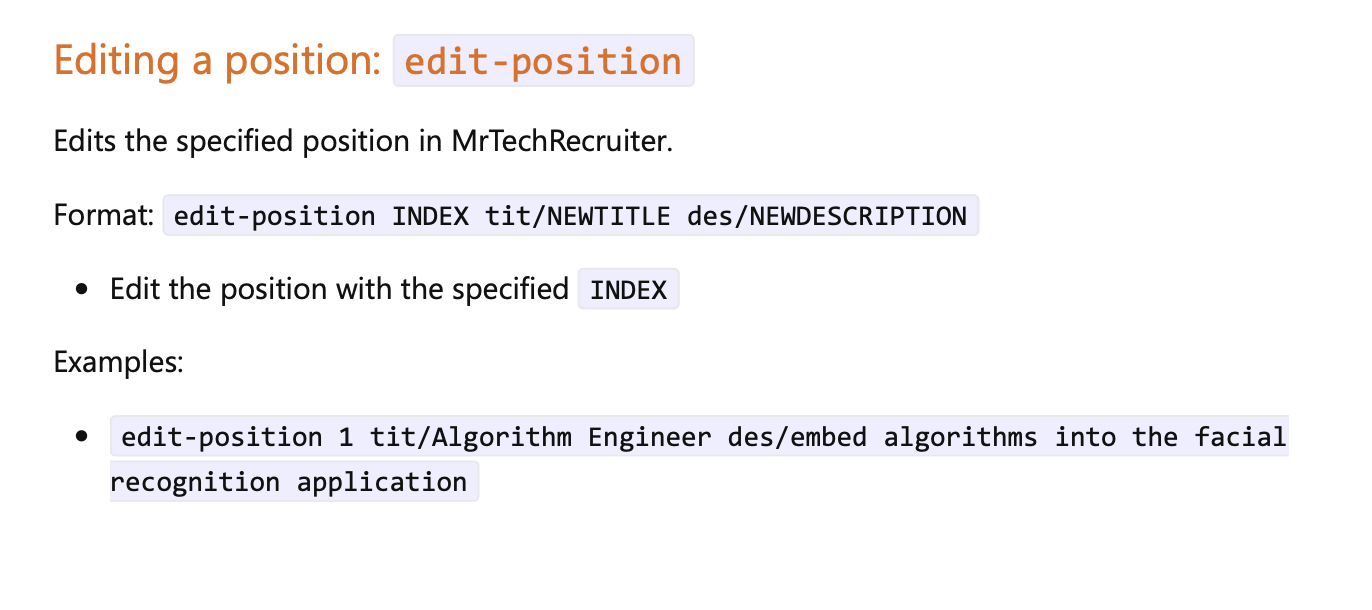 Editing a position: edit-position
Edits the specified position in MrTechRecruiter.
Format: edit-position INDEX tit/NEWTITLE des/NEWDESCRIPTION
• Edit the position with the specified INDEX
Examples:
• edit-position 1 tit/Algorithm Engineer des/embed algorithms into the facial
recognition application